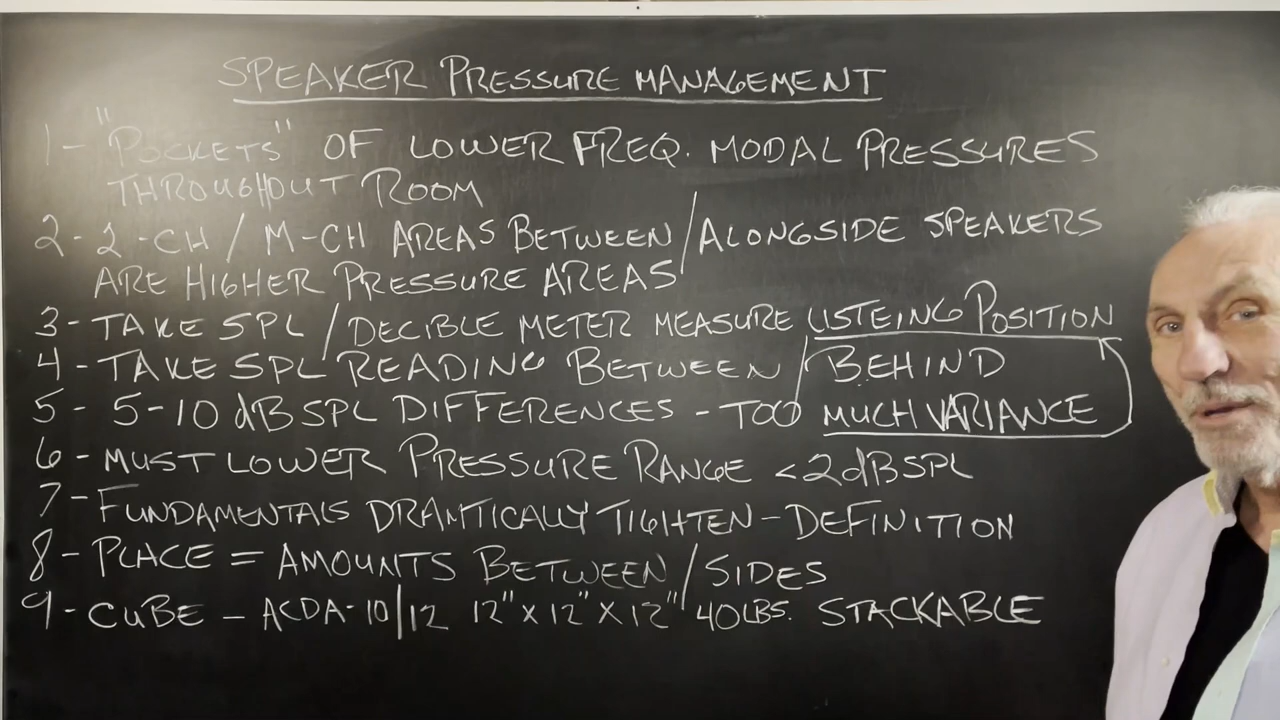 SPEAKER PRESSURE MANAGEMENT
1- "POCKETS" OF LOWER FREQ. MODAL PRESSURES
THROUGHOUT ROOM
2- 2-CH / M-CH AREAS BETWEEN / ALONGSIDE SPEAKERS
ARE HIGHER PRESSURE AREAS
3- TAKE SPL / DECIBLE METER MEASURE LISTEING POSITION
4- TAKE SPL READING BETWEEN / BEHIND
5- 5-10 dB SPL DIFFERENCES - TOO MUCH VARIANCE
6- MUST LOWER PRESSURE RANGE <2dB SPL
7- FUNDAMENTALS DRAMTICALLY TIGHTEN - DEFINITION
8- PLACE = AMOUNTS BETWEEN / SIDES
9- CUBE - ACDA-10/12 12" X 12" X 12" 40LBS. STACKABLE